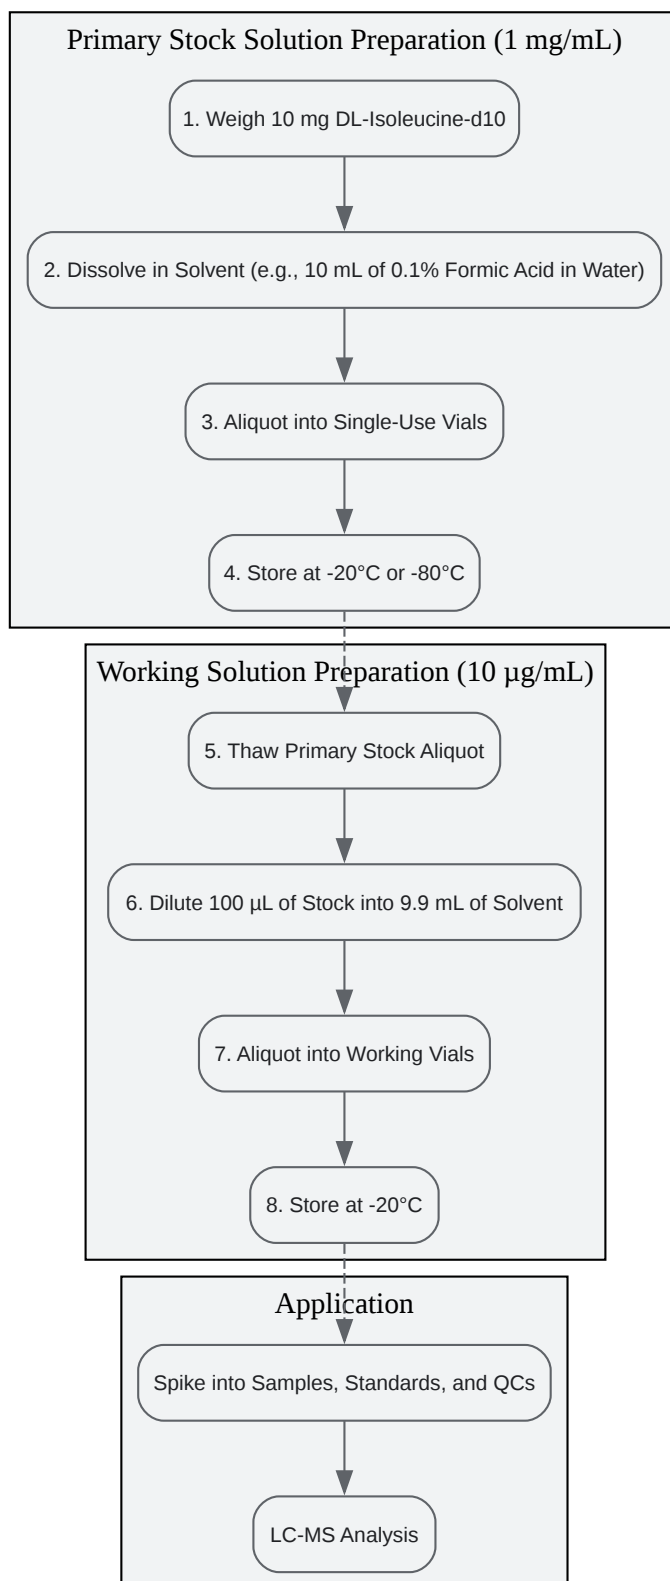 Primary Stock Solution Preparation (1 mg/mL)
1. Weigh 10 mg DL-Isoleucine-d10
2. Dissolve in Solvent (e.g., 10 mL of 0.1% Formic Acid in Water)
3. Aliquot into Single-Use Vials
4. Store at -20°C or -80°C
Working Solution Preparation (10 µg/mL)
5. Thaw Primary Stock Aliquot
6. Dilute 100 µL of Stock into 9.9 mL of Solvent
7. Aliquot into Working Vials
8. Store at -20°C
Application
Spike into Samples, Standards, and QCs
LC-MS Analysis